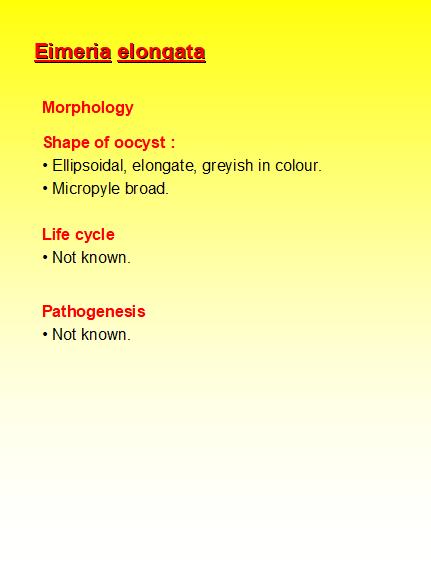 Eimeria elongata
Morphology
Shape of oocyst :
• Ellipsoidal, elongate, greyish in colour.
• Micropyle broad.
Life cycle
• Not known.
Pathogenesis
• Not known.